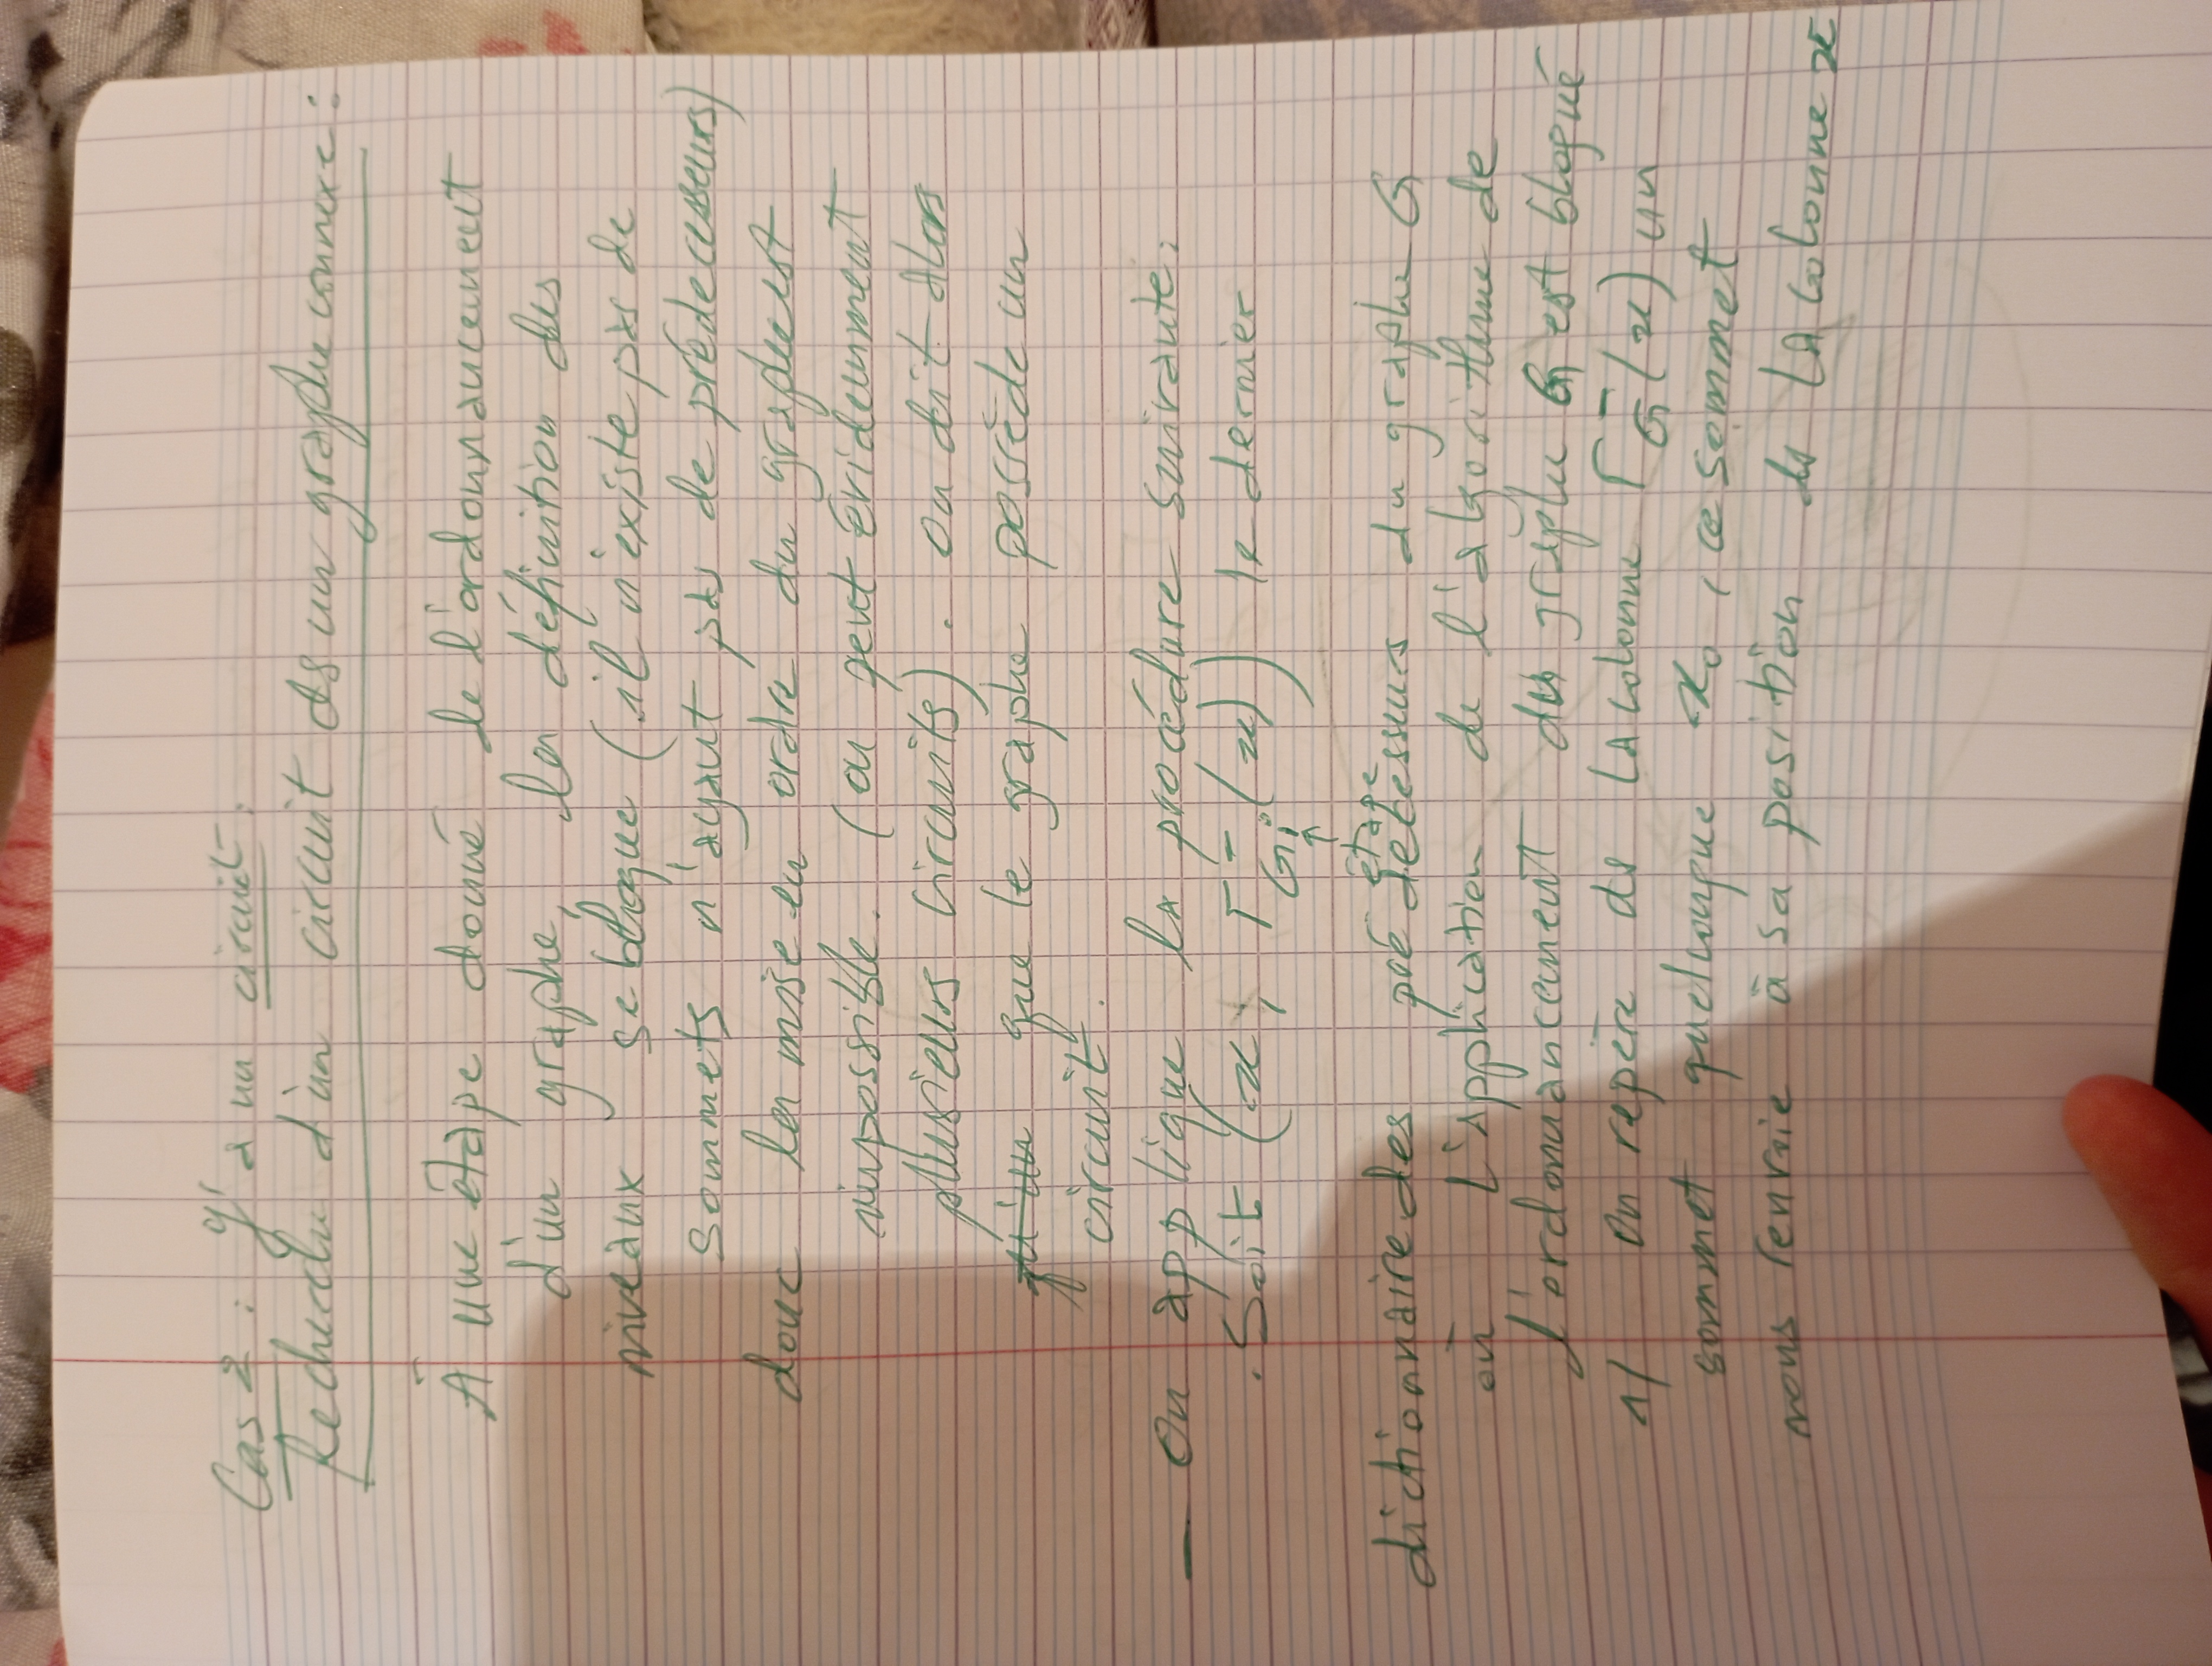 Cas 2 : Y'a un circuit.
Recherche d'un circuit ds un graphe connexe :
À une étape donné de l'ordonnancement
d'un graphe, la définition des
niveaux se bloque (il n'existe pas de
sommets n'ayant pas de prédecesseurs)
donc la mise en ordre du graphe est
impossible. (on peut évidemment
plusieurs circuits). on dit alors
qu'un que le graphe possède un
circuit.
— on applique la procédure suivante :
. Soit (x, Γ⁻_Gi(x)) le dernier
↑
étape
dictionnaire des prédécesseurs du graphe G
où l'application de l'algorithme de
l'ordonnancement du graphe G est bloqué
1/ on repère ds la colonne Γ⁻_G(x) un
sommet quelconque x₀, ce sommet
nous renvoie à sa position ds la colonne x